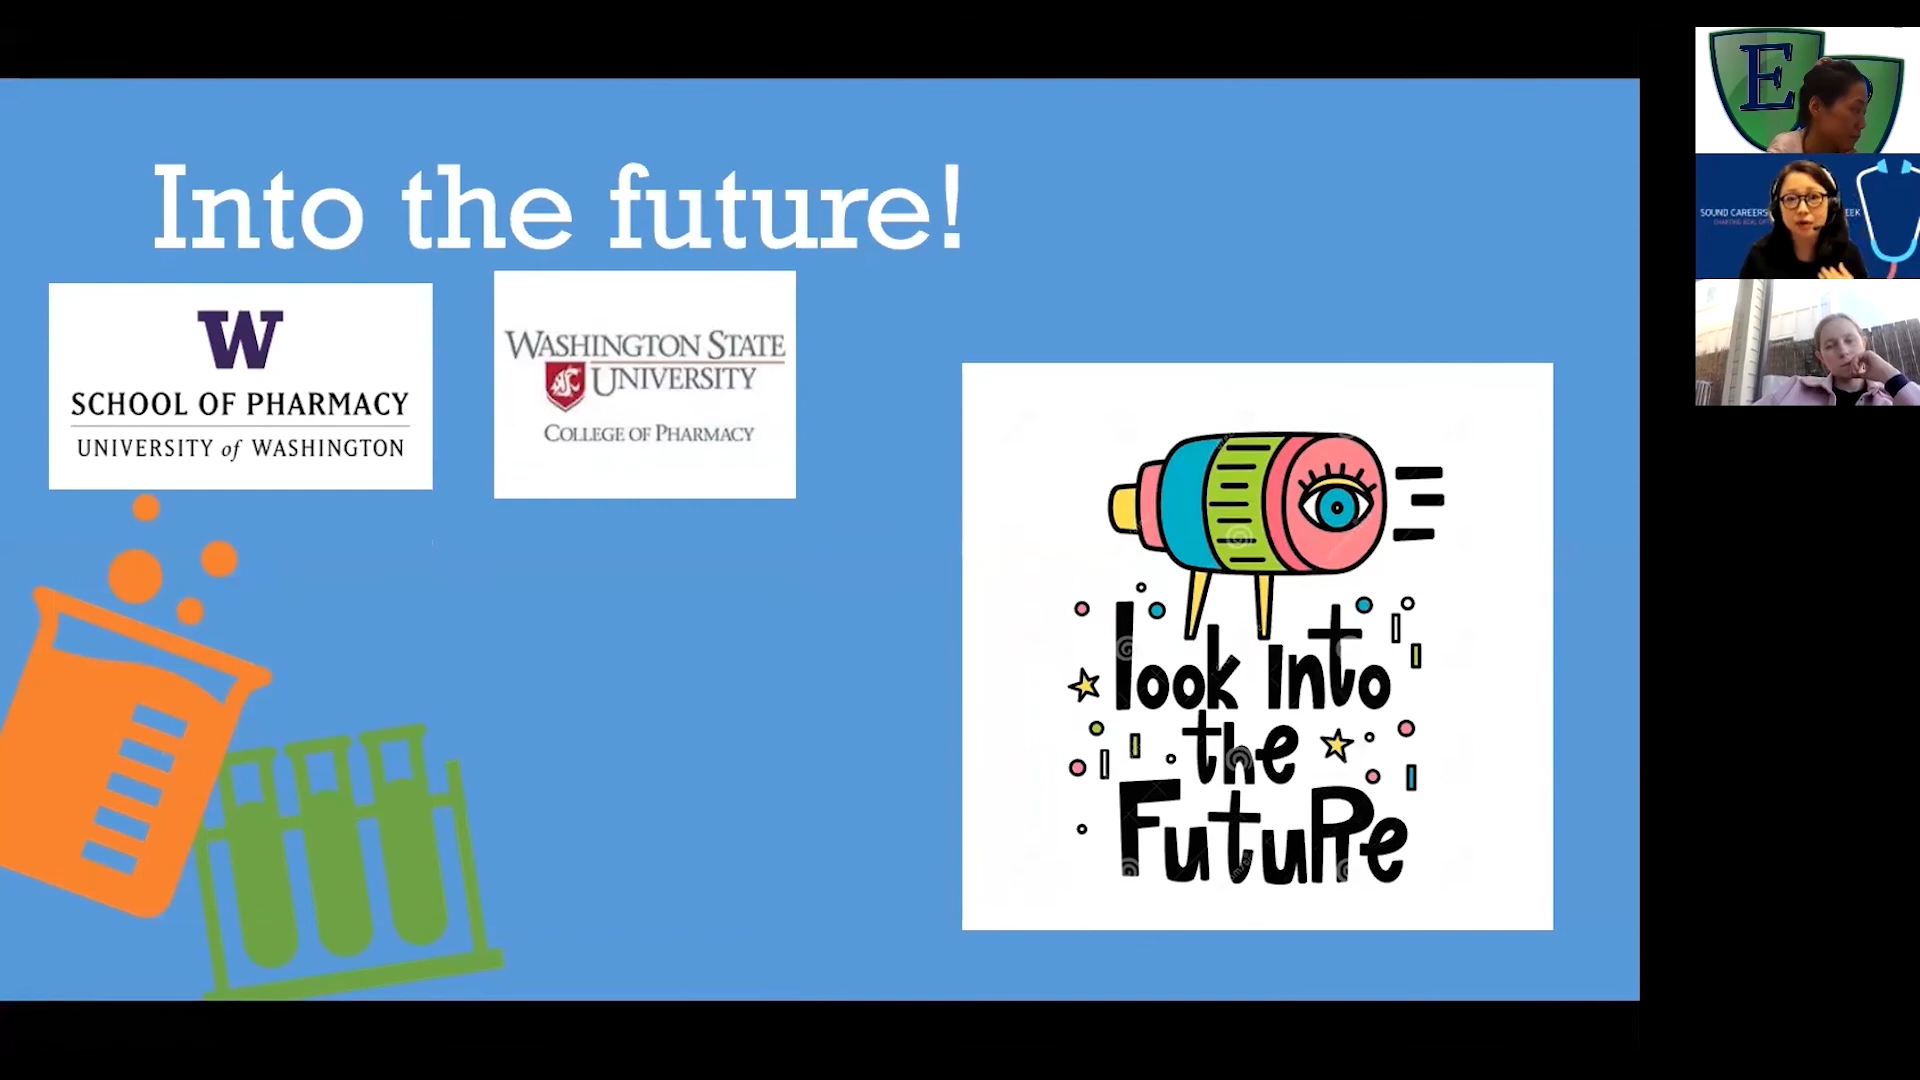 Into the future!
W
SCHOOL OF PHARMACY
UNIVERSITY of WASHINGTON
WASHINGTON STATE
UNIVERSITY
COLLEGE OF PHARMACY
look into
the
FutuRe
E
SOUND CAREERS